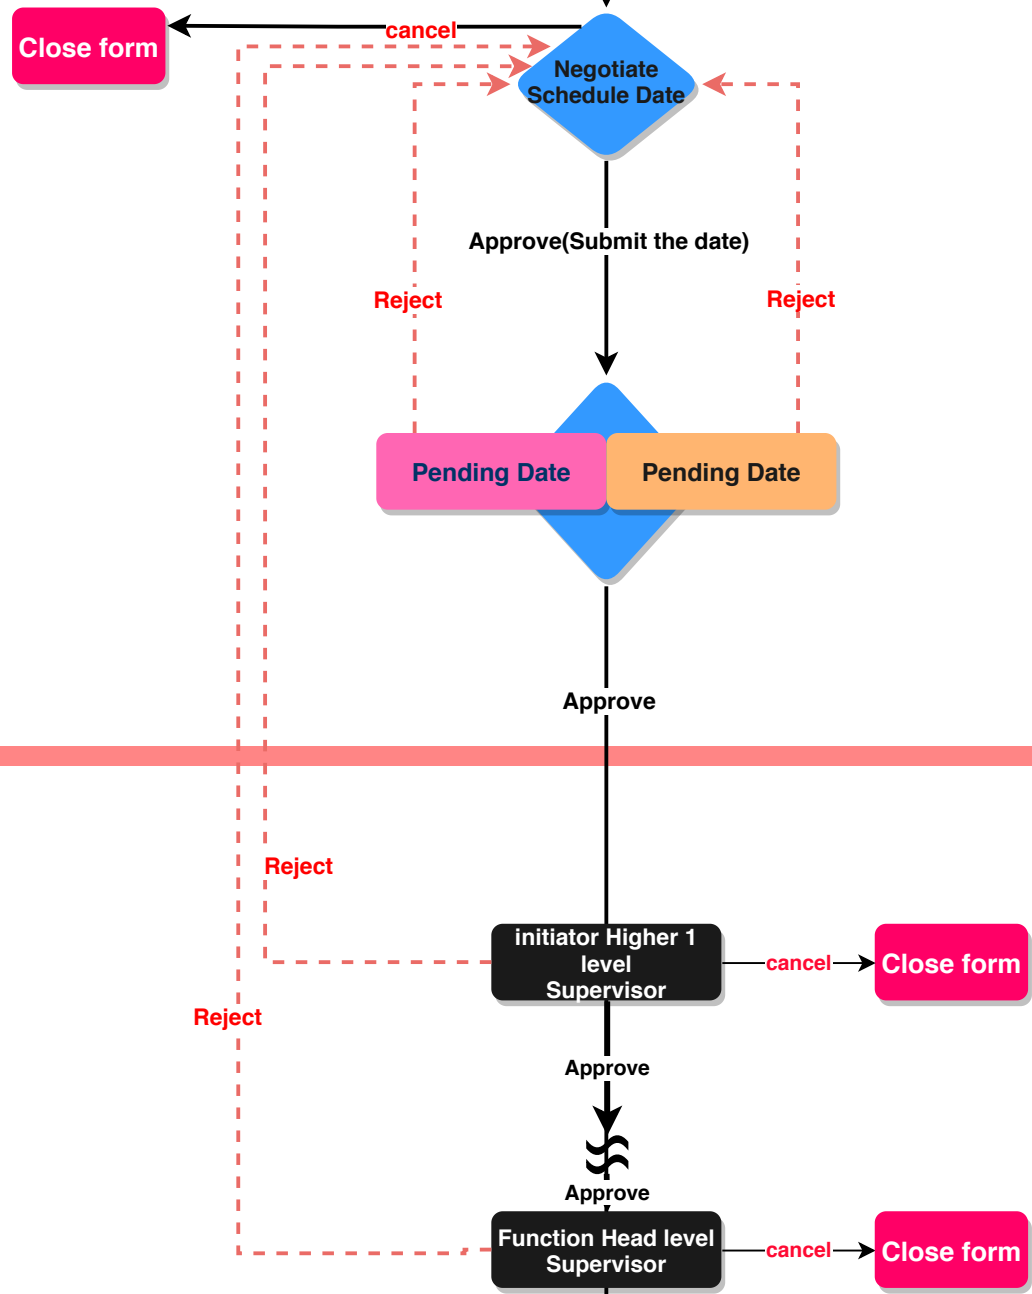 Close form
cancel
Negotiate
Schedule Date
Approve(Submit the date)
Reject
Reject
Pending Date
Pending Date
Approve
Reject
initiator Higher 1
level
Supervisor
cancel
Close form
Reject
Approve
Approve
Function Head level
Supervisor
cancel
Close form